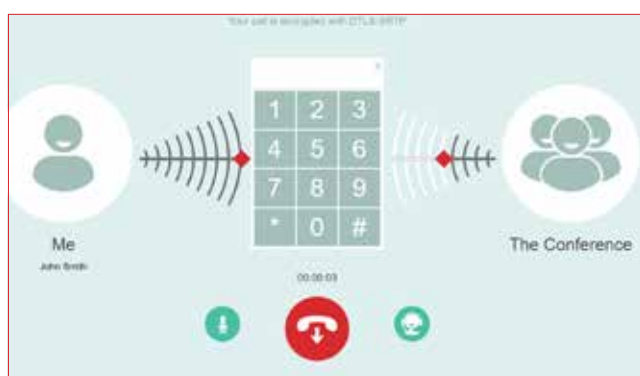 Your call is encrypted with DTLS-SRTP
×
1 2 3
4 5 6
7 8 9
* 0 #
Me
John Smith
The Conference
00:00:03